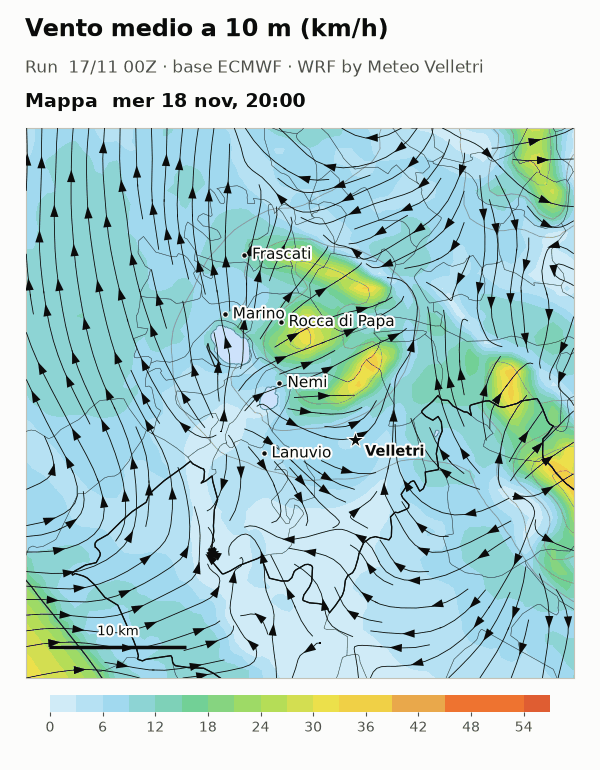 Vento medio a 10 m (km/h)
Run  17/11 00Z · base ECMWF · WRF by Meteo Velletri
Mappa  mer 18 nov, 20:00
Frascati
Marino
Rocca di Papa
Nemi
Velletri
Lanuvio
10 km
0 6 12 18 24 30 36 42 48 54